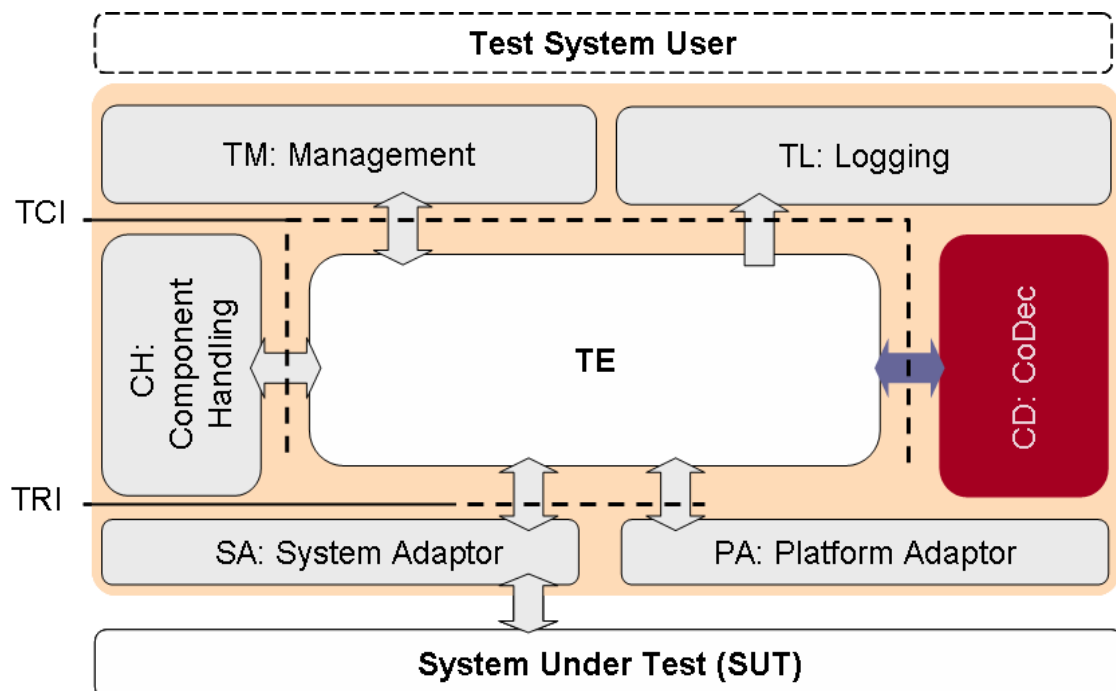 Test System User
TM: Management
TL: Logging
TCI
CH:
Component
Handling
TE
CD: CoDec
TRI
SA: System Adaptor
PA: Platform Adaptor
System Under Test (SUT)